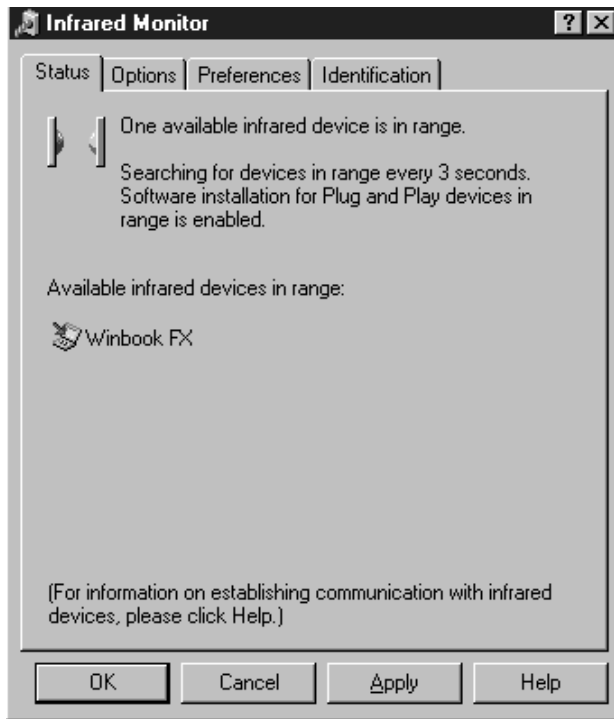 Infrared Monitor
Status Options Preferences Identification
One available infrared device is in range.
Searching for devices in range every 3 seconds.
Software installation for Plug and Play devices in
range is enabled.
Available infrared devices in range:
Winbook FX
(For information on establishing communication with infrared
devices, please click Help.)
OK Cancel Apply Help